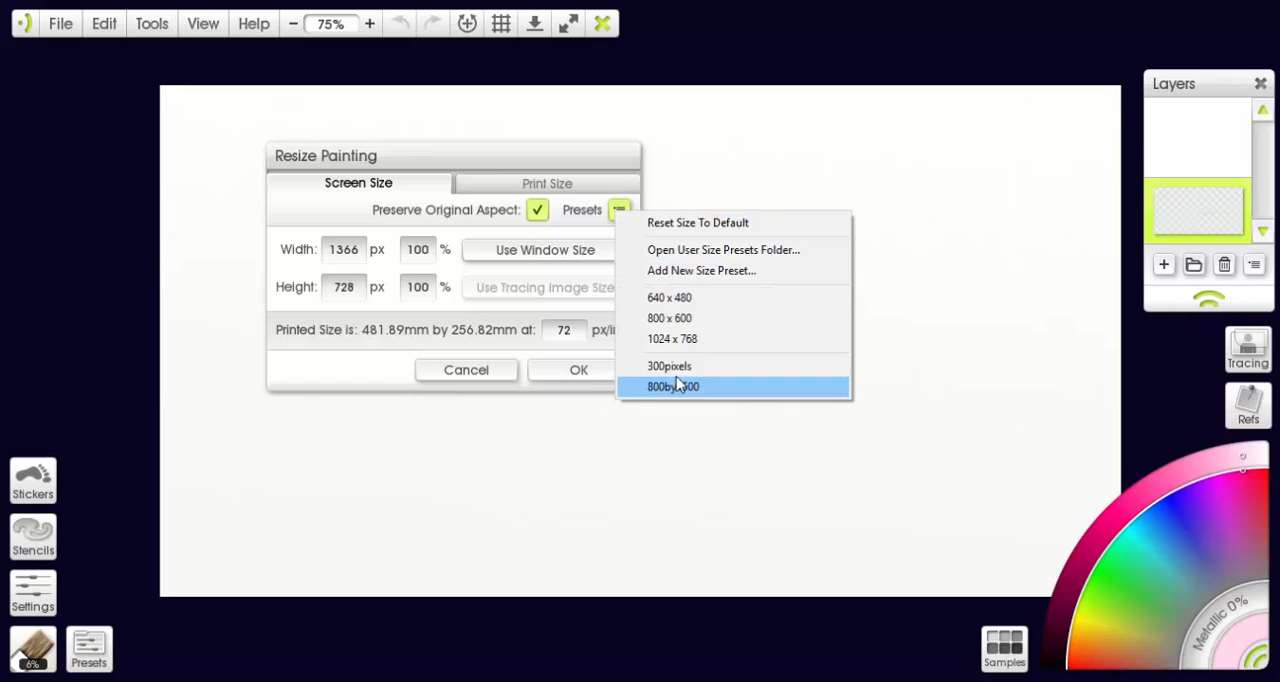 File Edit Tools View Help − 75% +
Layers
Resize Painting
Screen Size Print Size
Preserve Original Aspect: Presets
Width: 1366 px 100 % Use Window Size
Height: 728 px 100 % Use Tracing Image Size
Printed Size is: 481.89mm by 256.82mm at: 72 px/in
Cancel OK
Reset Size To Default
Open User Size Presets Folder...
Add New Size Preset...
640 x 480
800 x 600
1024 x 768
300pixels
Tracing
Refs
Stickers
Stencils
Settings
6%
Presets
Samples
Metallic 0%